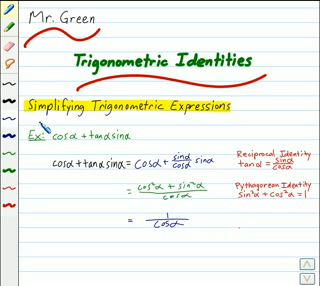 Mr. Green
Trigonometric Identities
Simplifying Trigonometric Expressions
Ex: cosα + tanα sinα
cosα + tanα sinα = cosα + sinα/cosα sinα
Reciprocal Identity
tanα = sinα/cosα
= cos²α + sin²α/cosα
Pythagorean Identity
sin²α + cos²α = 1
= 1/cosα